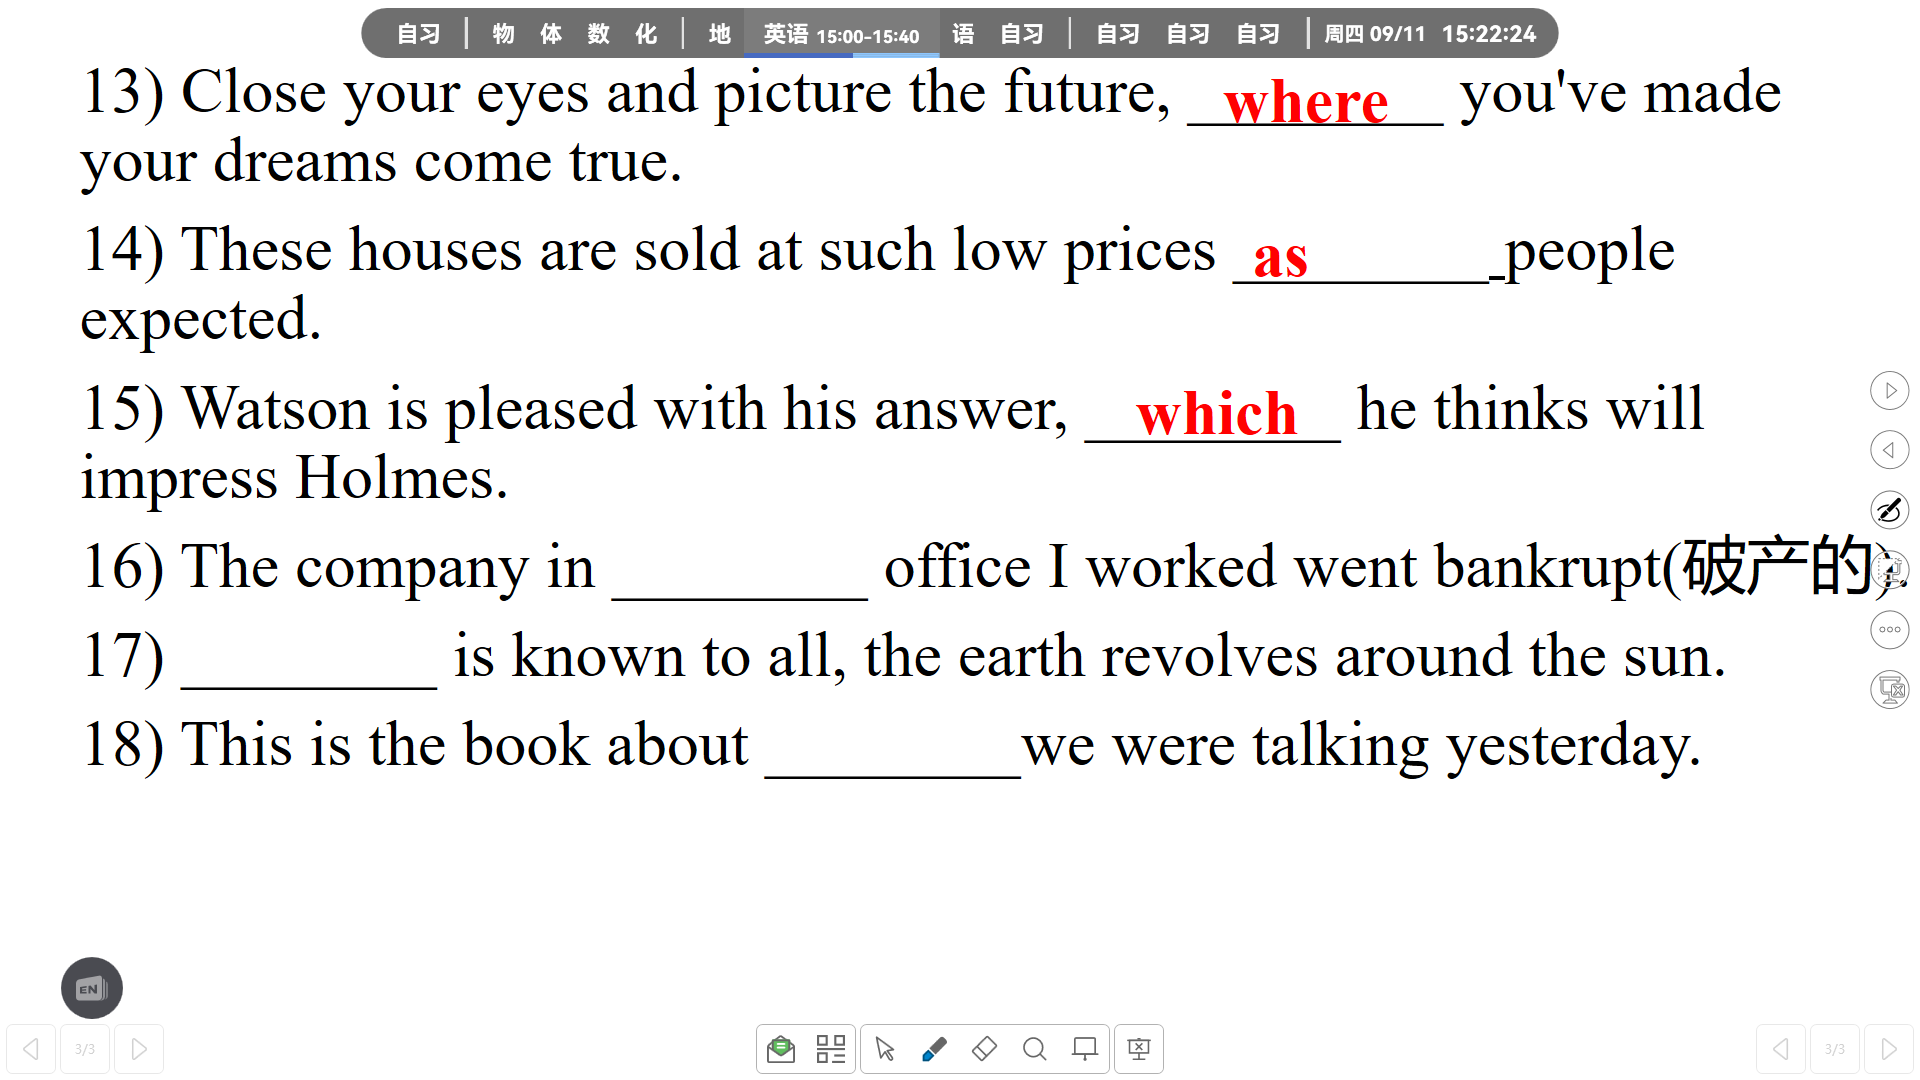 自习 | 物 体 数 化 | 地 英语 15:00-15:40 语 自习 | 自习 自习 自习 | 周四 09/11 15:22:24
13) Close your eyes and picture the future, where you've made
your dreams come true.
14) These houses are sold at such low prices as people
expected.
15) Watson is pleased with his answer, which he thinks will
impress Holmes.
16) The company in ________ office I worked went bankrupt(破产的).
17) ________ is known to all, the earth revolves around the sun.
18) This is the book about ________we were talking yesterday.
EN
3/3
3/3